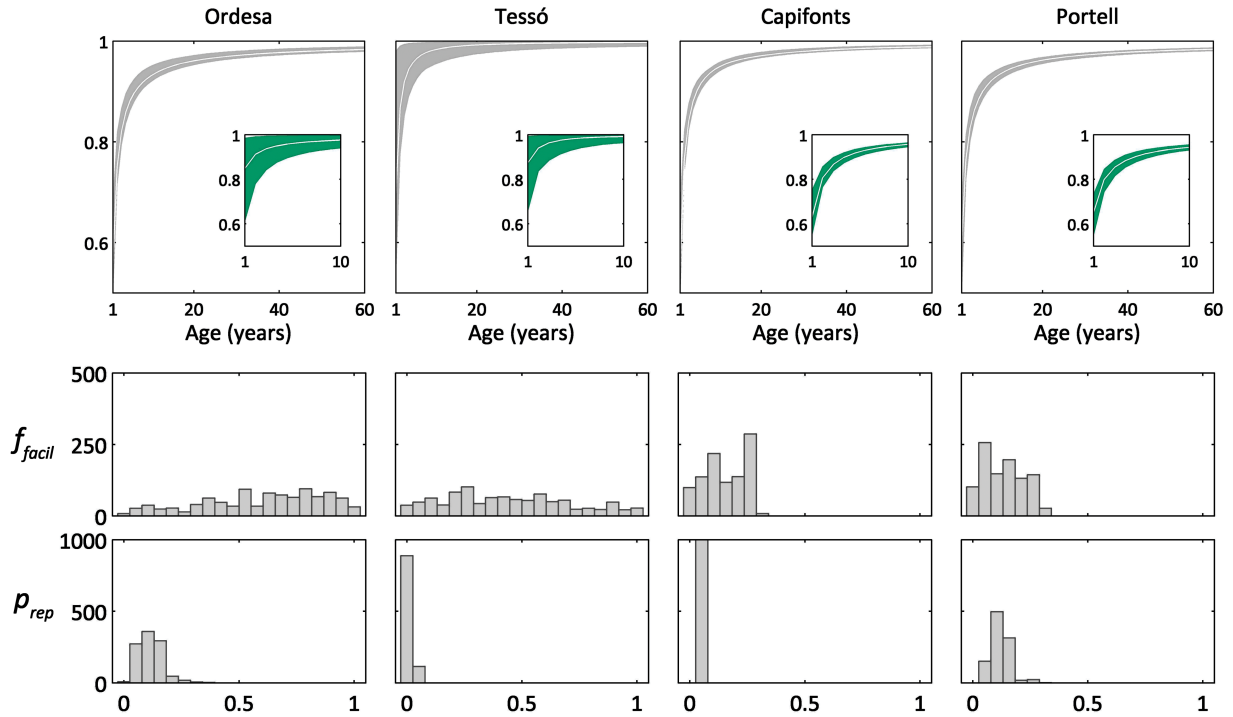 Ordesa Tessó Capifonts Portell
1
0.8
0.6
1 1 1 1
0.8 0.8 0.8 0.8
0.6 0.6 0.6 0.6
1 10 1 10 1 10 1 10
1 20 40 60 1 20 40 60 1 20 40 60 1 20 40 60
Age (years) Age (years) Age (years) Age (years)
500
f facil 250
0
1000
p rep 500
0
0 0.5 1 0 0.5 1 0 0.5 1 0 0.5 1